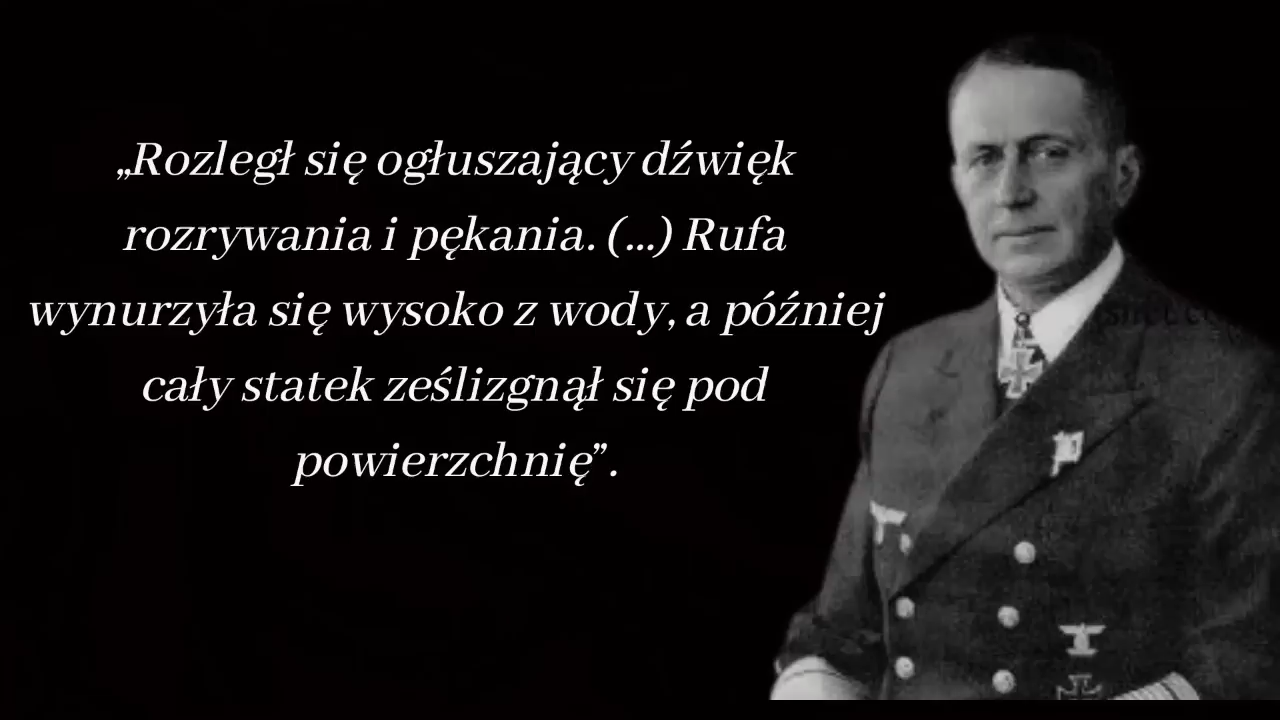 „Rozległ się ogłuszający dźwięk
rozrywania i pękania. (...) Rufa
wynurzyła się wysoko z wody, a później
cały statek ześlizgnął się pod
powierzchnię”.